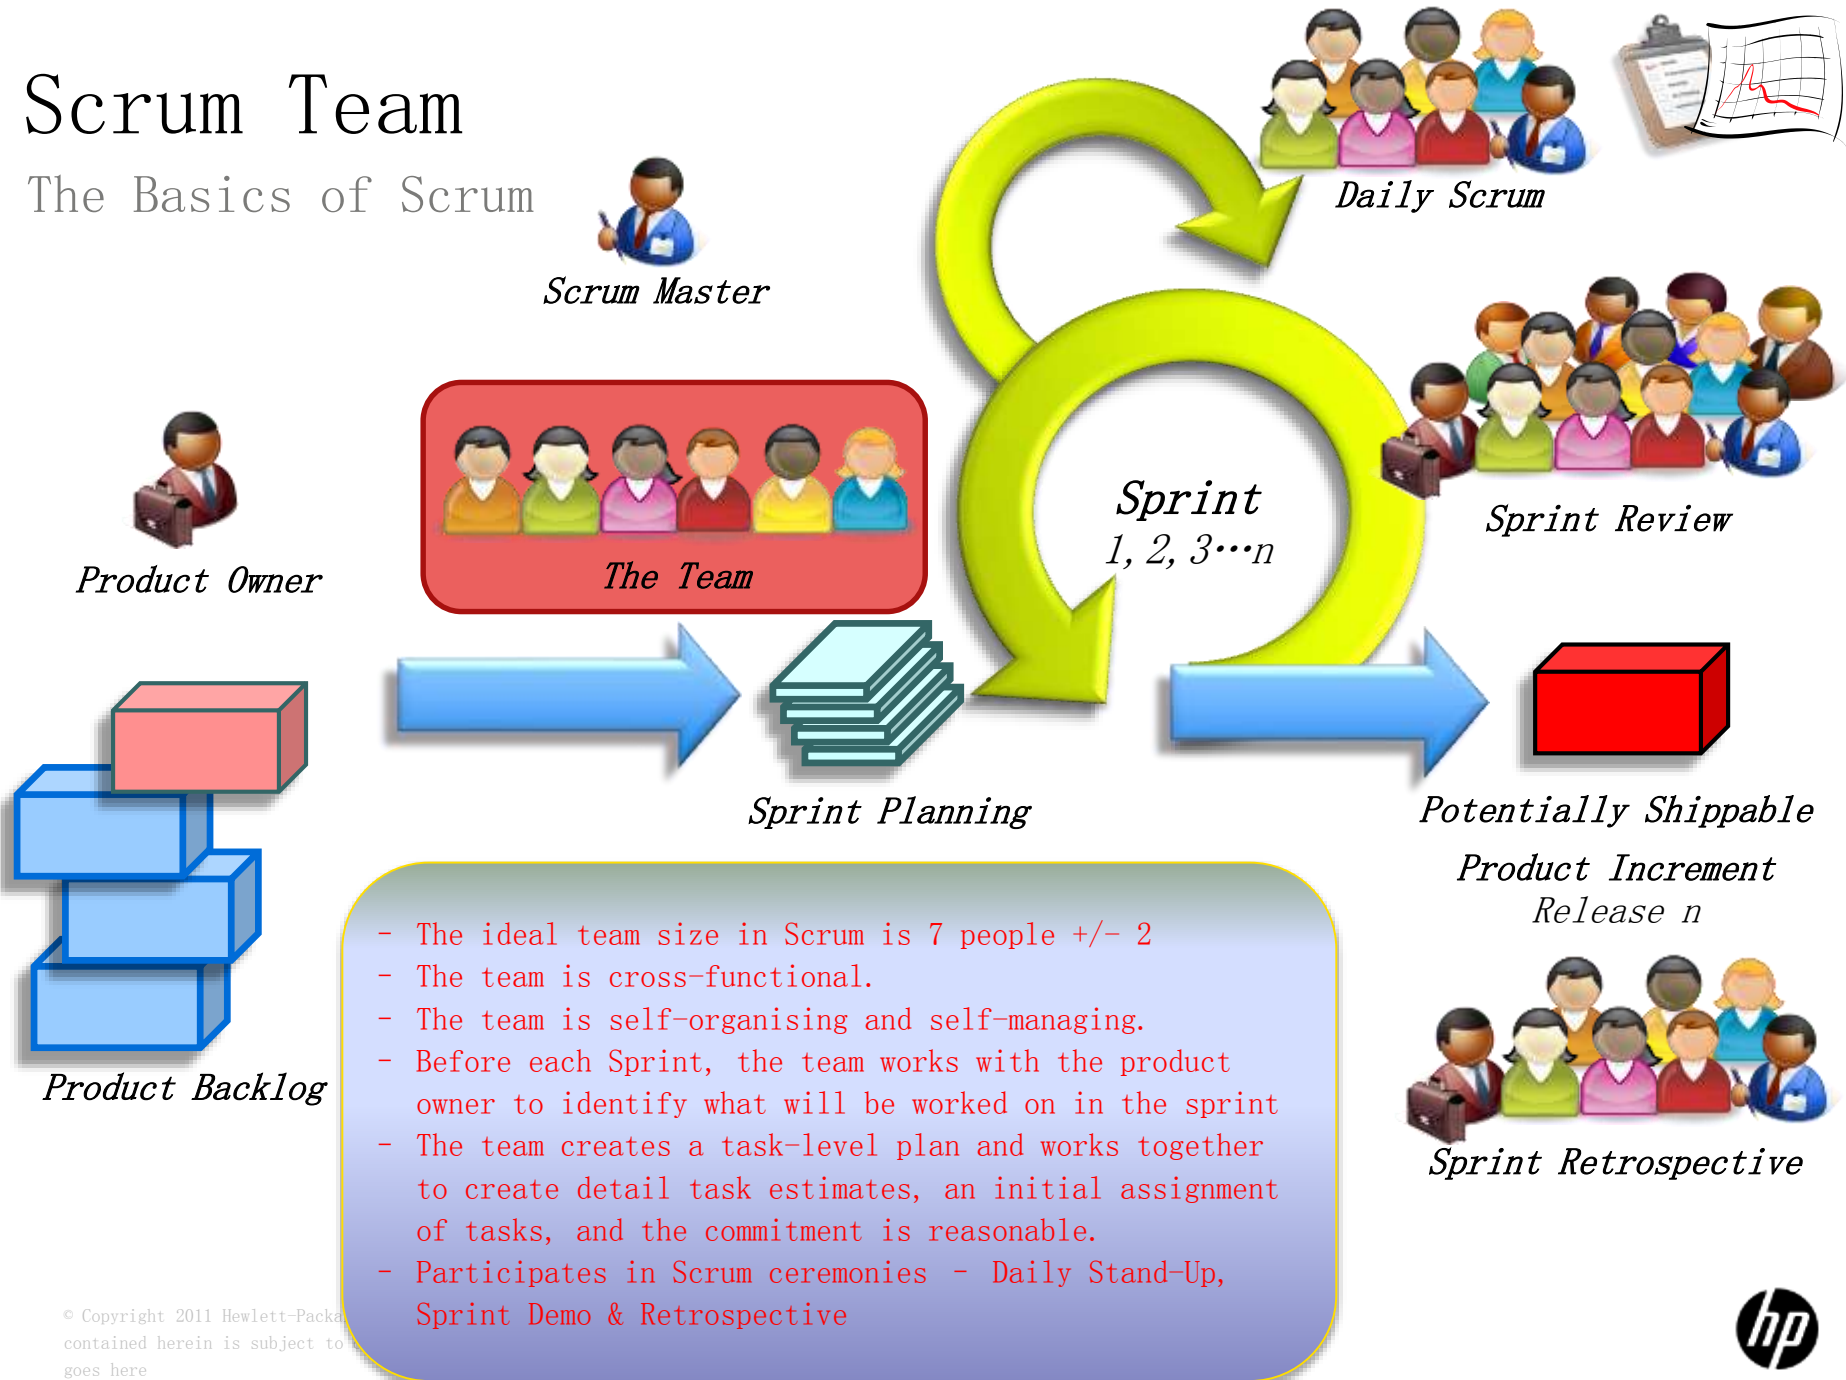 Scrum Team
The Basics of Scrum
Scrum Master
Daily Scrum
Product Owner
The Team
Sprint
1,2,3…n
Sprint Review
Sprint Planning
Potentially Shippable
Product Increment
Release n
Product Backlog
- The ideal team size in Scrum is 7 people +/- 2
- The team is cross-functional.
- The team is self-organising and self-managing.
- Before each Sprint, the team works with the product
owner to identify what will be worked on in the sprint
- The team creates a task-level plan and works together
to create detail task estimates, an initial assignment
of tasks, and the commitment is reasonable.
- Participates in Scrum ceremonies – Daily Stand-Up,
Sprint Demo & Retrospective
Sprint Retrospective
© Copyright 2011 Hewlett-Packa
contained herein is subject to
goes here
hp